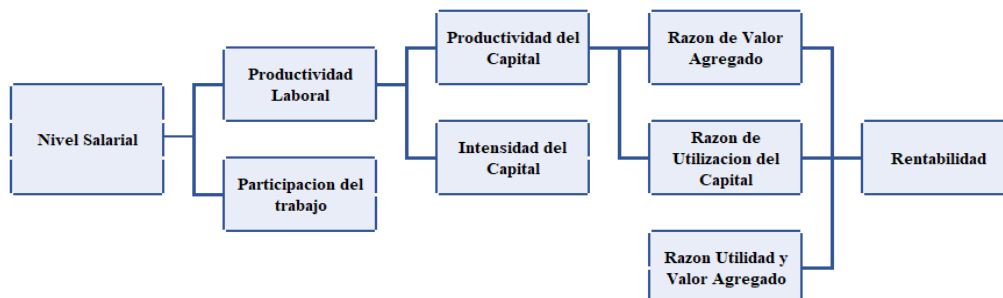 Nivel Salarial
Productividad
Laboral
Participacion del
trabajo
Productividad del
Capital
Intensidad del
Capital
Razon de Valor
Agregado
Razon de
Utilizacion del
Capital
Razon Utilidad y
Valor Agregado
Rentabilidad